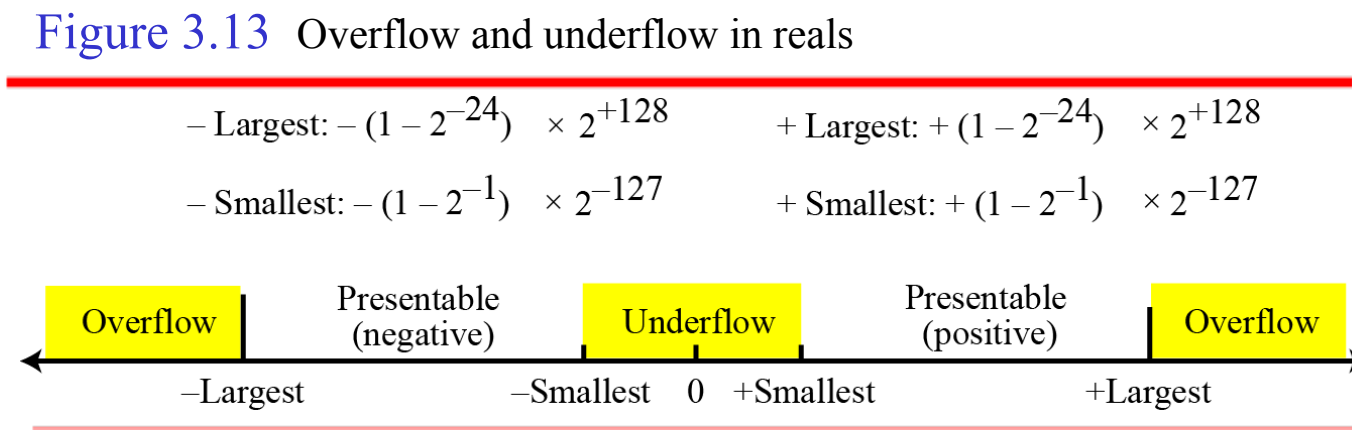 Figure 3.13 Overflow and underflow in reals
– Largest: – (1 – 2⁻²⁴) × 2⁺¹²⁸ + Largest: + (1 – 2⁻²⁴) × 2⁺¹²⁸
– Smallest: – (1 – 2⁻¹) × 2⁻¹²⁷ + Smallest: + (1 – 2⁻¹) × 2⁻¹²⁷
Overflow Presentable (negative) Underflow Presentable (positive) Overflow
–Largest –Smallest 0 +Smallest +Largest